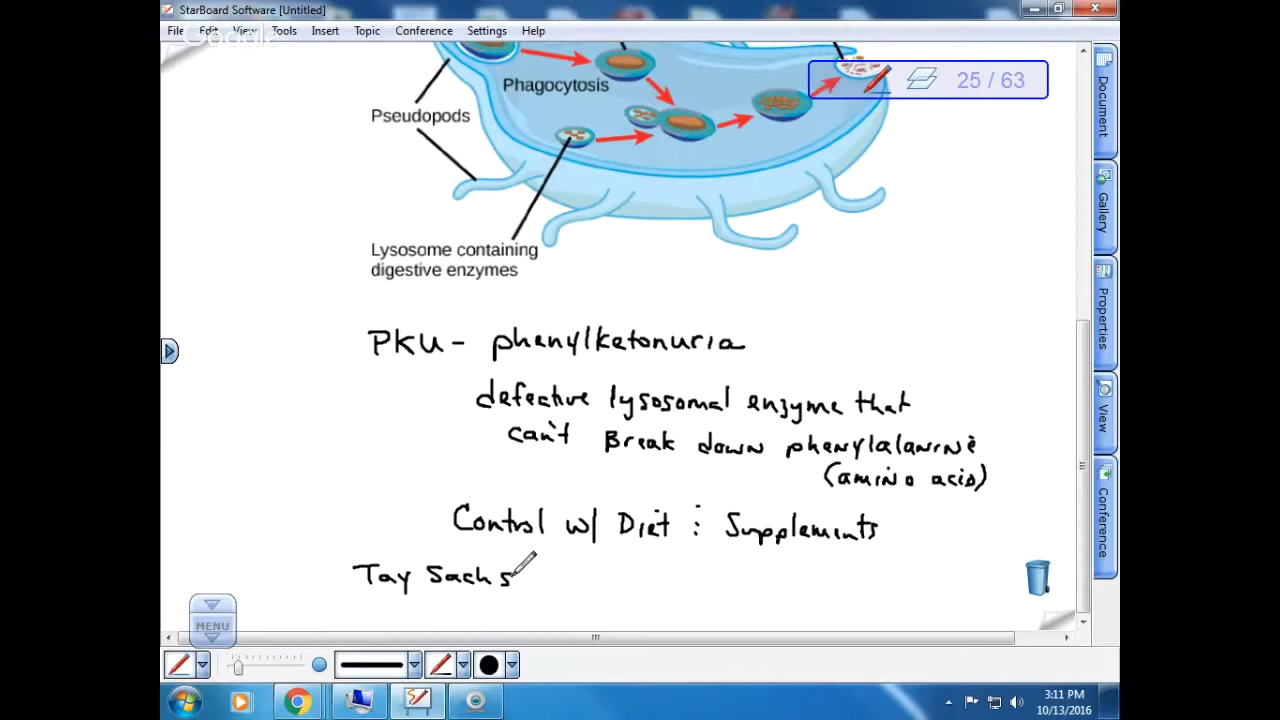 StarBoard Software [Untitled]
File Edit View Tools Insert Topic Conference Settings Help
Google
25 / 63
Phagocytosis
Pseudopods
Lysosome containing
digestive enzymes
PKU - phenylketonuria
defective lysosomal enzyme that
can't Break down phenylalanine
(amino acid)
Control w/ Diet : Supplements
Tay Sachs
MENU
Document
Gallery
Properties
View
Conference
3:11 PM
10/13/2016